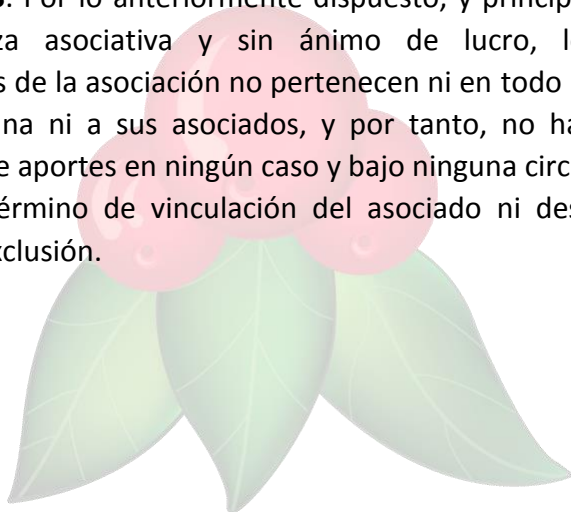 . Por lo anteriormente dispuesto, y princip
za asociativa y sin ánimo de lucro, l
s de la asociación no pertenecen ni en todo
na ni a sus asociados, y por tanto, no ha
e aportes en ningún caso y bajo ninguna circ
érmino de vinculación del asociado ni des
xclusión.